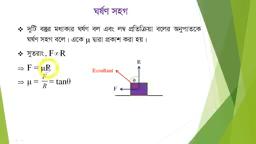 ঘর্ষণ সহগ
❖ দুটি বস্তুর মধ্যকার ঘর্ষণ বল এবং লম্ব প্রতিক্রিয়া বলের অনুপাতকে
ঘর্ষণ সহগ বলে। একে μ দ্বারা প্রকাশ করা হয়।
❖ সুতরাং, F ∝ R
⇒ F = μR
⇒ μ = F/R = tanθ
R
Resultant
θ
F